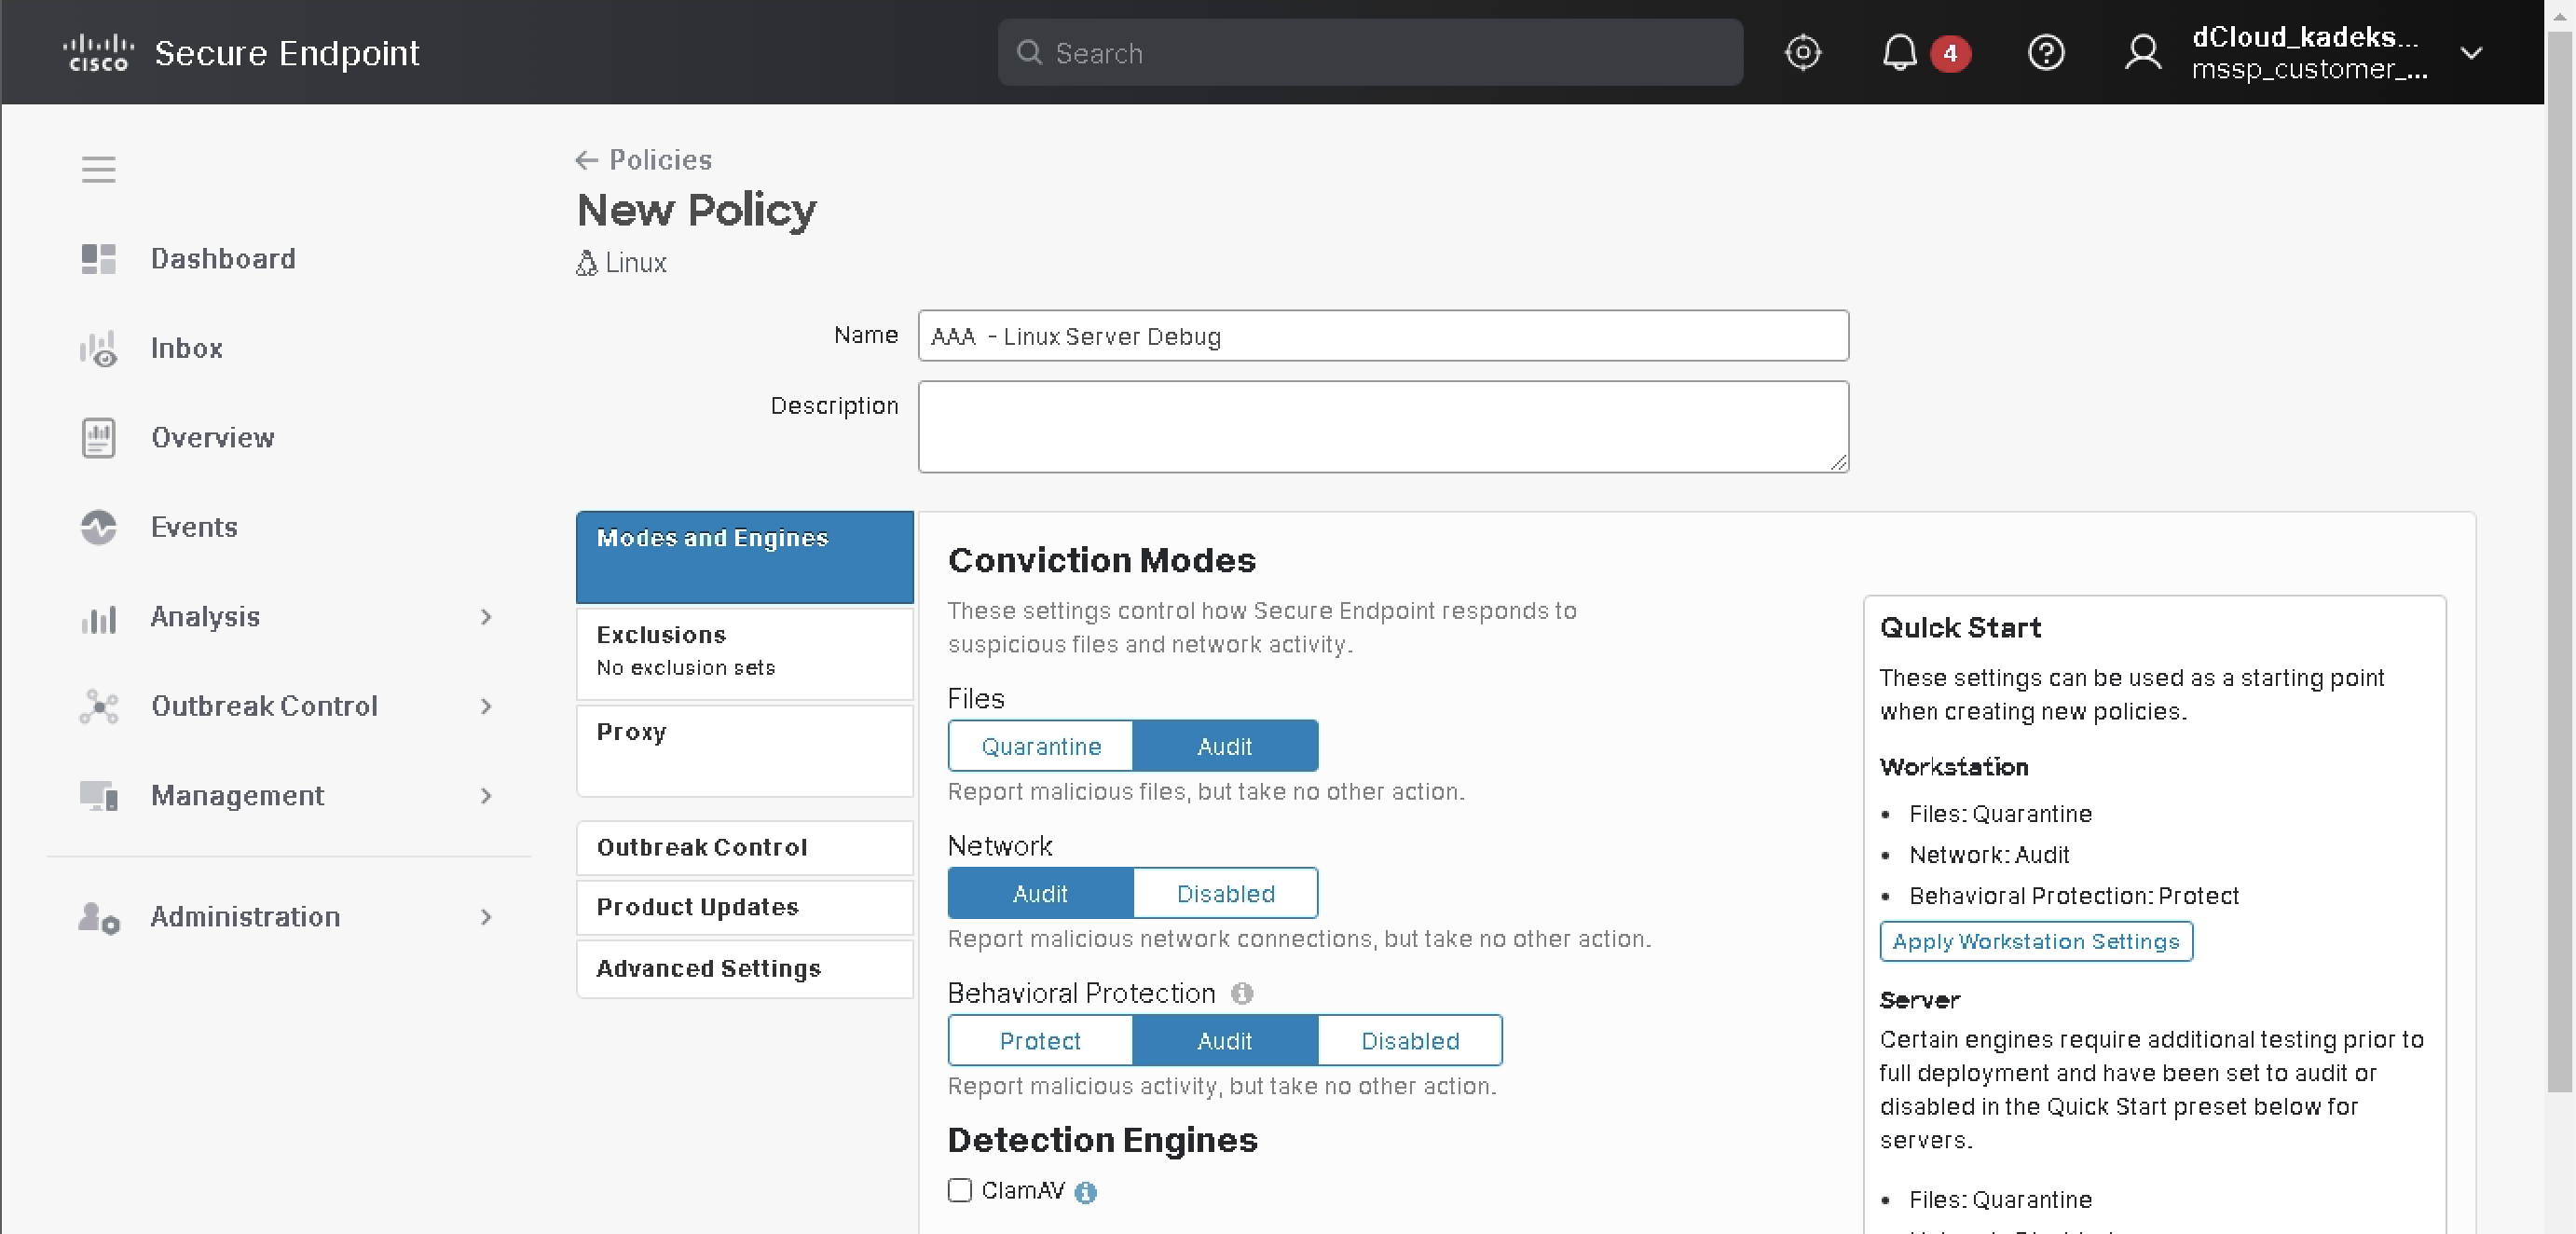 CISCO Secure Endpoint
Search
4
dCloud_kadeks...
mssp_customer_...
Dashboard
Inbox
Overview
Events
Analysis
Outbreak Control
Management
Administration
Policies
New Policy
Linux
Name
AAA - Linux Server Debug
Description
Modes and Engines
Exclusions
No exclusion sets
Proxy
Outbreak Control
Product Updates
Advanced Settings
Conviction Modes
These settings control how Secure Endpoint responds to
suspicious files and network activity.
Files
Quarantine Audit
Report malicious files, but take no other action.
Network
Audit Disabled
Report malicious network connections, but take no other action.
Behavioral Protection
Protect Audit Disabled
Report malicious activity, but take no other action.
Detection Engines
ClamAV
Quick Start
These settings can be used as a starting point
when creating new policies.
Workstation
• Files: Quarantine
• Network: Audit
• Behavioral Protection: Protect
Apply Workstation Settings
Server
Certain engines require additional testing prior to
full deployment and have been set to audit or
disabled in the Quick Start preset below for
servers.
• Files: Quarantine